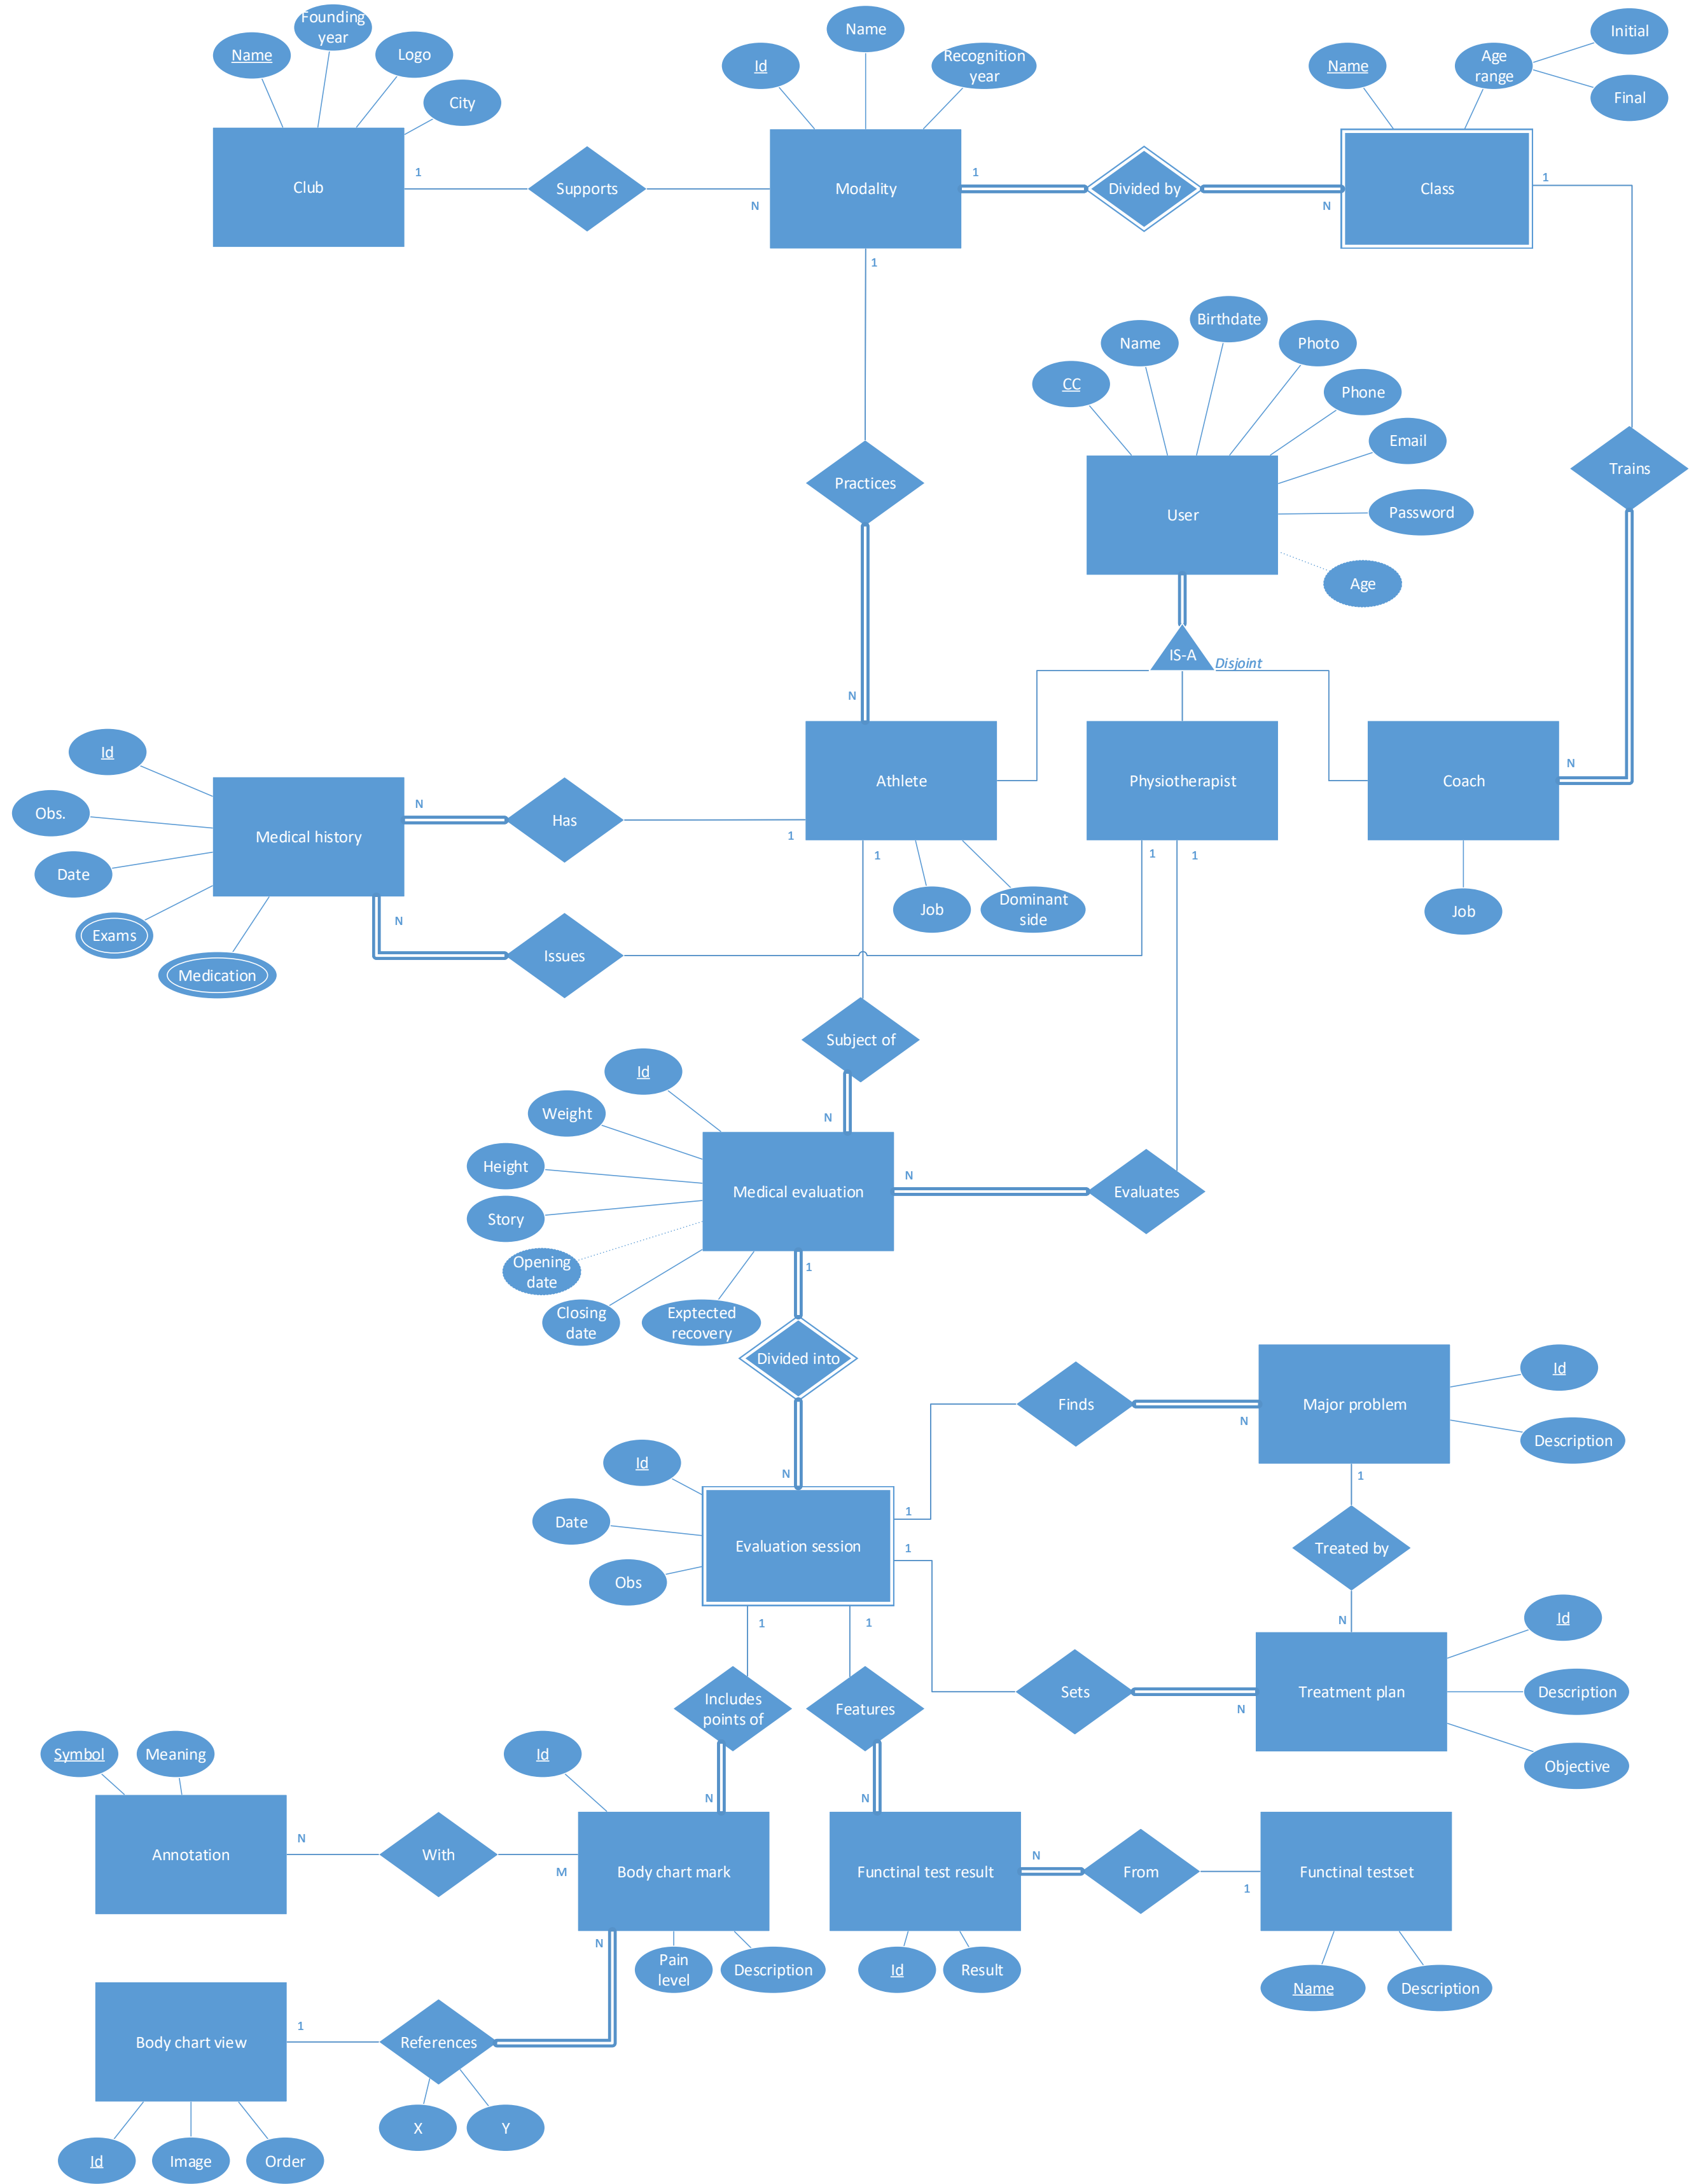 Founding
year
Name
Logo
City
Club
1
Supports
N
Name
Id
Recognition
year
Modality
1
Divided by
N
Name
Age
range
Initial
Final
Class
1
1
Practices
N
Trains
N
CC
Name
Birthdate
Photo
Phone
Email
Password
Age
User
IS-A
Disjoint
Athlete
Physiotherapist
Coach
Job
Dominant
side
Job
Id
Obs.
Date
Exams
Medication
Medical history
N
Has
1
N
Issues
1
1
1
Subject of
N
Id
Weight
Height
Story
Opening
date
Closing
date
Exptected
recovery
Medical evaluation
N
Evaluates
1
Divided into
N
Id
Date
Obs
Evaluation session
1
Finds
N
Major problem
Id
Description
1
Treated by
N
1
Sets
N
Treatment plan
Id
Description
Objective
1
Includes
points of
N
1
Features
N
Symbol
Meaning
Annotation
N
With
M
Id
Body chart mark
Pain
level
Description
N
Functinal test result
Id
Result
N
From
1
Functinal testset
Name
Description
Body chart view
1
References
X
Y
Id
Image
Order